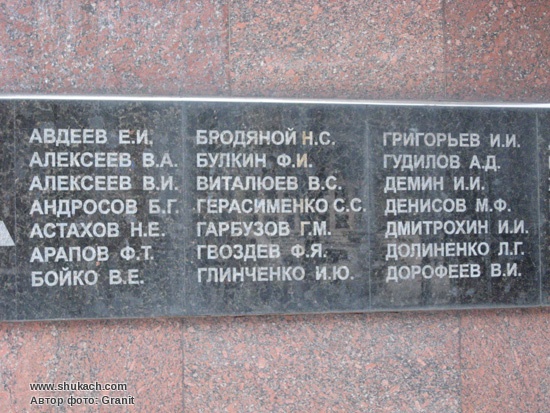 АВДЕЕВ Е.И.
АЛЕКСЕЕВ В.А.
АЛЕКСЕЕВ В.И.
АНДРОСОВ Б.Г.
АСТАХОВ Н.Е.
АРАПОВ Ф.Т.
БОЙКО В.Е.
БРОДЯНОЙ Н.С.
БУЛКИН Ф.И.
ВИТАЛЮЕВ В.С.
ГЕРАСИМЕНКО С.С.
ГАРБУЗОВ Г.М.
ГВОЗДЕВ Ф.Я.
ГЛИНЧЕНКО И.Ю.
ГРИГОРЬЕВ И.И.
ГУДИЛОВ А.Д.
ДЕМИН И.И.
ДЕНИСОВ М.Ф.
ДМИТРОХИН И.И.
ДОЛИНЕНКО Л.Г.
ДОРОФЕЕВ В.И.
www.shukach.com
Автор фото: Granit